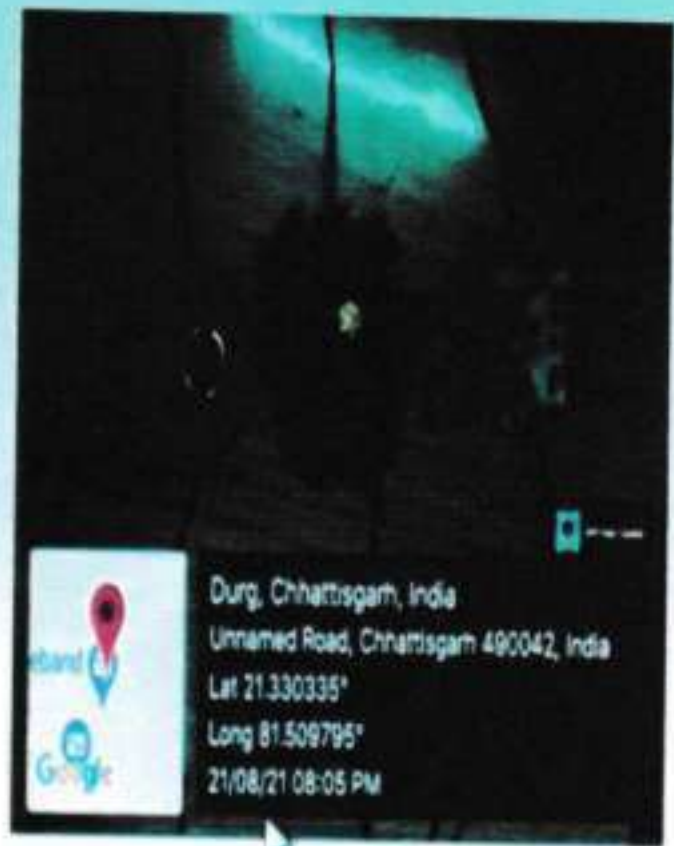 Durg, Chhattisgarh, India
Unnamed Road, Chhattisgarh 490042, India
Lat 21.330335°
Long 81.509795°
21/08/21 08:05 PM
eband
Google